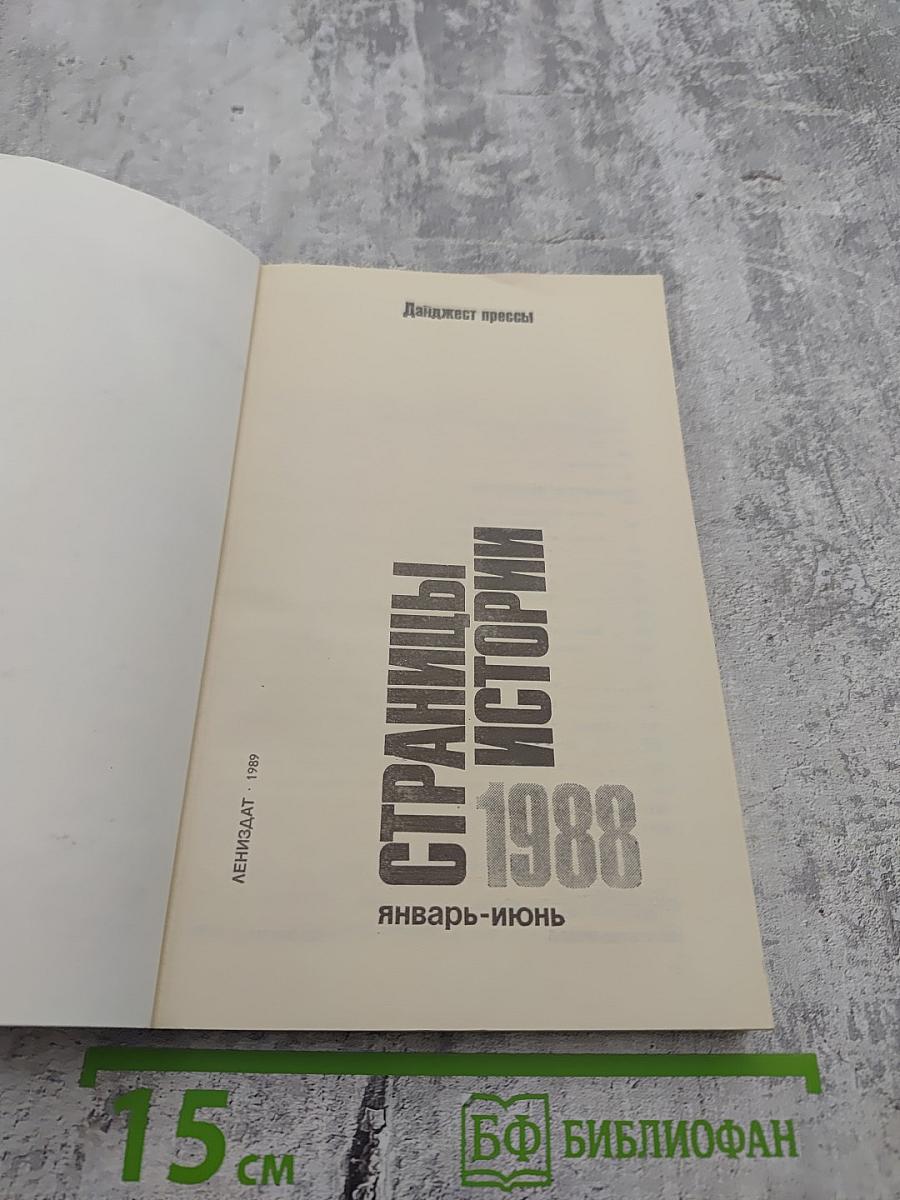 Дайджест прессы
СТРАНИЦЫ
ИСТОРИИ
1988
январь-июнь
ЛЕНИЗДАТ · 1989
15 см
БФ БИБЛИОФАН